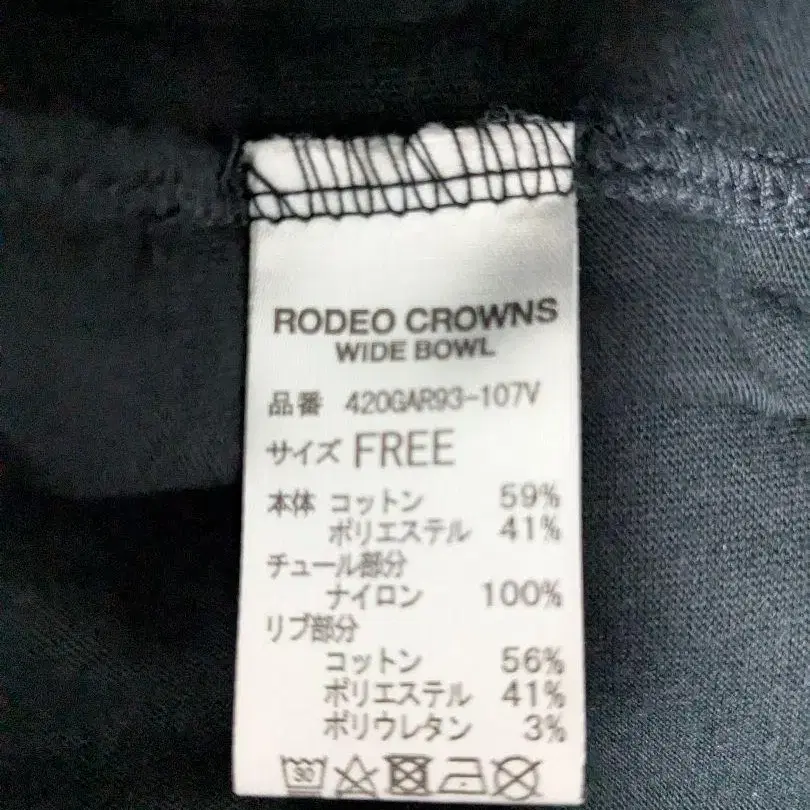 RODEO CROWNS
WIDE BOWL
品番 420GAR93-107V
サイズ FREE
本体 コットン 59%
ポリエステル 41%
チュール部分
ナイロン 100%
リブ部分
コットン 56%
ポリエステル 41%
ポリウレタン 3%
30